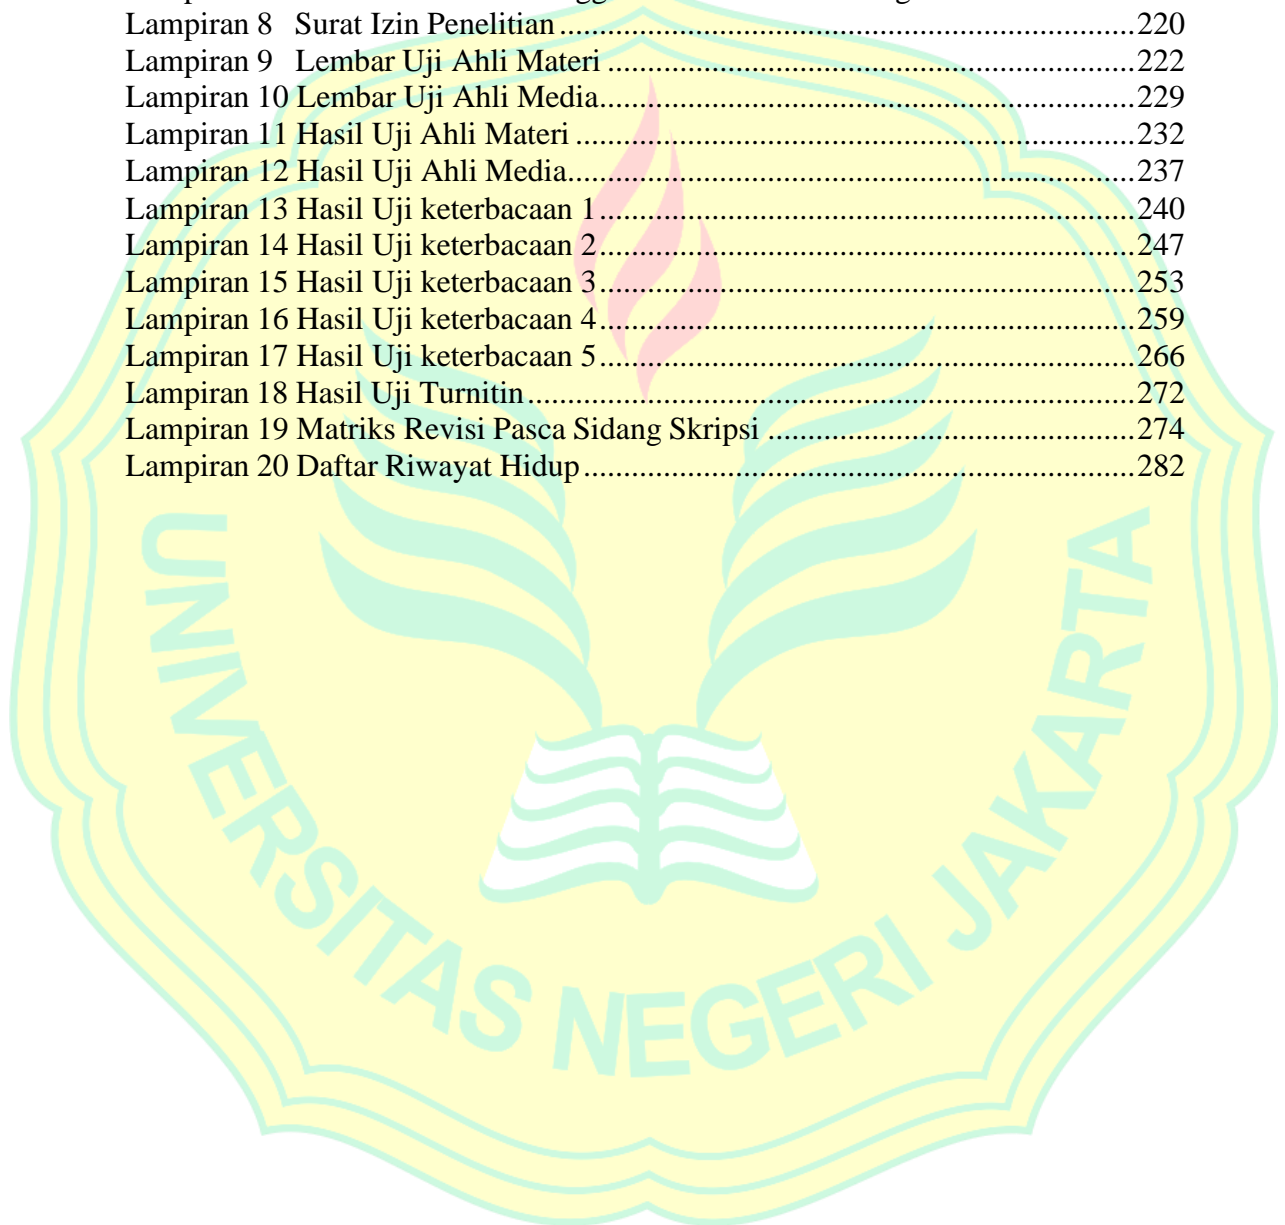 Lampiran 8 Surat Izin Penelitian ........................................................................220
Lampiran 9 Lembar Uji Ahli Materi ..................................................................222
Lampiran 10 Lembar Uji Ahli Media...................................................................229
Lampiran 11 Hasil Uji Ahli Materi ......................................................................232
Lampiran 12 Hasil Uji Ahli Media.......................................................................237
Lampiran 13 Hasil Uji keterbacaan 1...................................................................240
Lampiran 14 Hasil Uji keterbacaan 2...................................................................247
Lampiran 15 Hasil Uji keterbacaan 3...................................................................253
Lampiran 16 Hasil Uji keterbacaan 4...................................................................259
Lampiran 17 Hasil Uji keterbacaan 5...................................................................266
Lampiran 18 Hasil Uji Turnitin............................................................................272
Lampiran 19 Matriks Revisi Pasca Sidang Skripsi ..............................................274
Lampiran 20 Daftar Riwayat Hidup.....................................................................282
UNIVERSITAS NEGERI JAKARTA